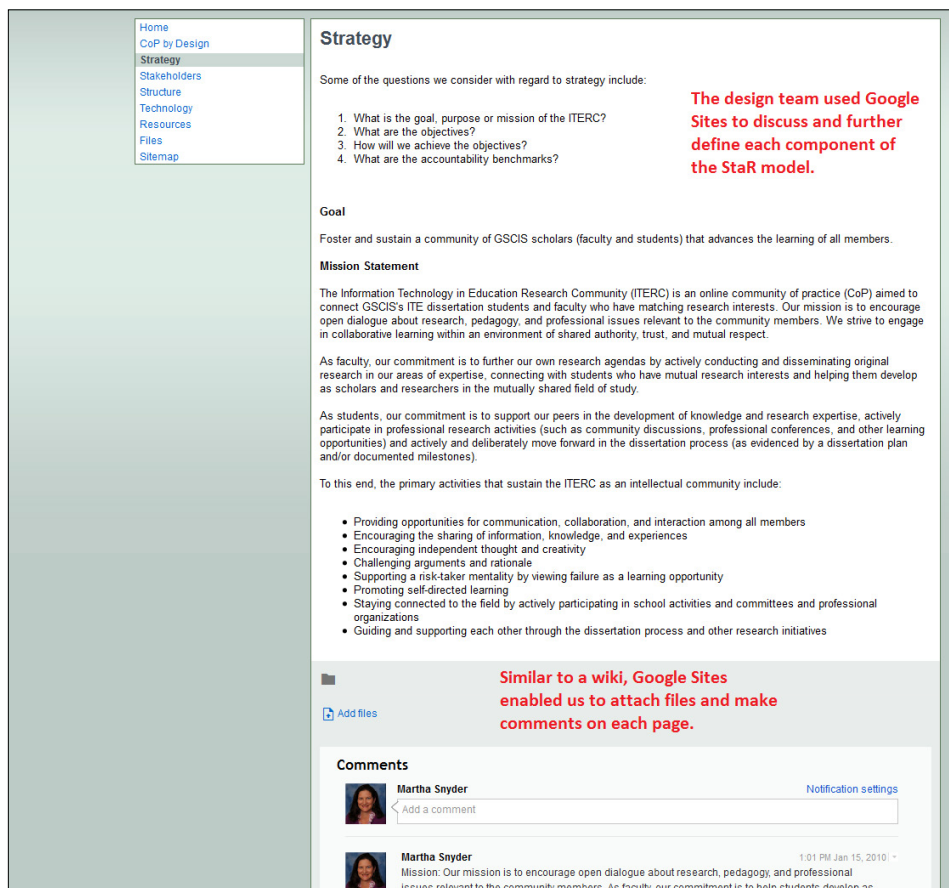 Home
CoP by Design
Strategy
Stakeholders
Structure
Technology
Resources
Files
Sitemap
Strategy
Some of the questions we consider with regard to strategy include:
1. What is the goal, purpose or mission of the ITERC?
2. What are the objectives?
3. How will we achieve the objectives?
4. What are the accountability benchmarks?
The design team used Google
Sites to discuss and further
define each component of
the StaR model.
Goal
Foster and sustain a community of GSCIS scholars (faculty and students) that advances the learning of all members.
Mission Statement
The Information Technology in Education Research Community (ITERC) is an online community of practice (CoP) aimed to
connect GSCIS's ITE dissertation students and faculty who have matching research interests. Our mission is to encourage
open dialogue about research, pedagogy, and professional issues relevant to the community members. We strive to engage
in collaborative learning within an environment of shared authority, trust, and mutual respect.
As faculty, our commitment is to further our own research agendas by actively conducting and disseminating original
research in our areas of expertise, connecting with students who have mutual research interests and helping them develop
as scholars and researchers in the mutually shared field of study.
As students, our commitment is to support our peers in the development of knowledge and research expertise, actively
participate in professional research activities (such as community discussions, professional conferences, and other learning
opportunities) and actively and deliberately move forward in the dissertation process (as evidenced by a dissertation plan
and/or documented milestones).
To this end, the primary activities that sustain the ITERC as an intellectual community include:
• Providing opportunities for communication, collaboration, and interaction among all members
• Encouraging the sharing of information, knowledge, and experiences
• Encouraging independent thought and creativity
• Challenging arguments and rationale
• Supporting a risk-taker mentality by viewing failure as a learning opportunity
• Promoting self-directed learning
• Staying connected to the field by actively participating in school activities and committees and professional
organizations
• Guiding and supporting each other through the dissertation process and other research initiatives
Similar to a wiki, Google Sites
enabled us to attach files and make
comments on each page.
Add files
Comments
Martha Snyder
Notification settings
Add a comment
Martha Snyder
1:01 PM Jan 15, 2010
Mission: Our mission is to encourage open dialogue about research, pedagogy, and professional
issues relevant to the community members. As faculty, our commitment is to help students develop as